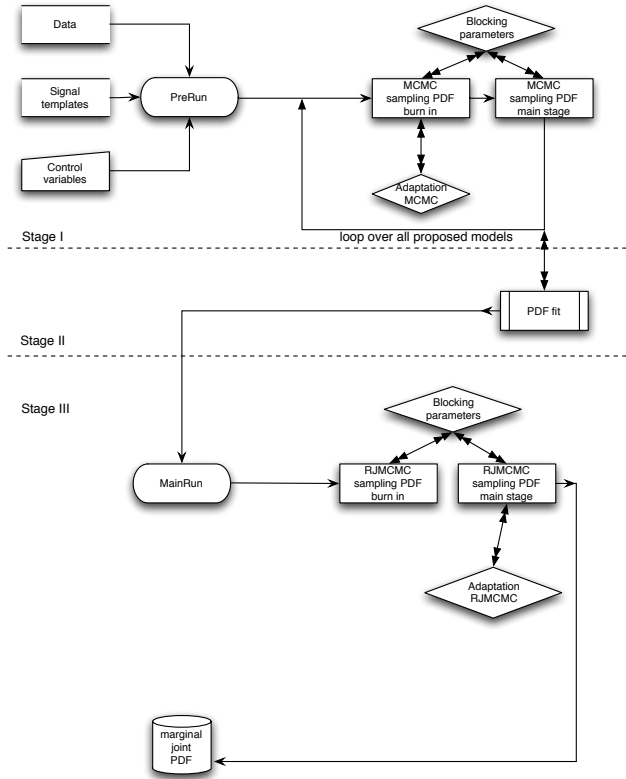 Data
Blocking
parameters
Signal
templates
PreRun
MCMC
sampling PDF
burn in
MCMC
sampling PDF
main stage
Control
variables
Adaptation
MCMC
Stage I
loop over all proposed models
PDF fit
Stage II
Stage III
Blocking
parameters
MainRun
RJMCMC
sampling PDF
burn in
RJMCMC
sampling PDF
main stage
Adaptation
RJMCMC
marginal
joint
PDF